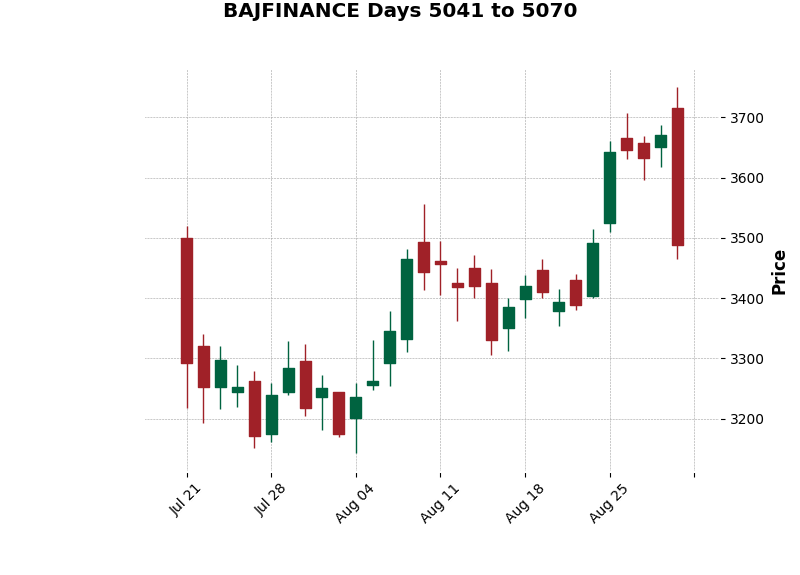 BAJFINANCE Days 5041 to 5070
3700
3600
3500
3400
3300
3200
Price
Jul 21
Jul 28
Aug 04
Aug 11
Aug 18
Aug 25